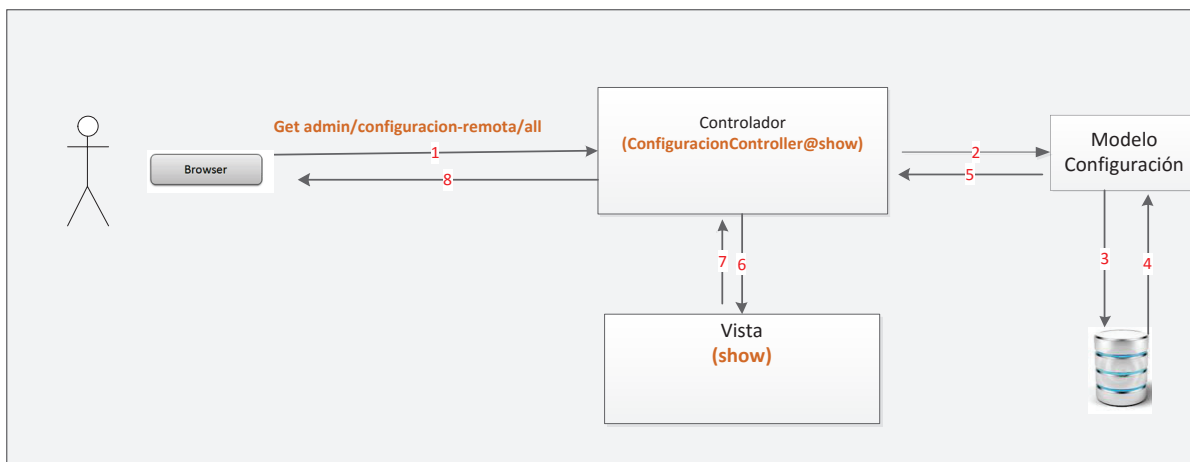 Get admin/configuracion-remota/all
Browser
1
8
Controlador
(ConfiguracionController@show)
2
5
Modelo
Configuración
7
6
3
4
Vista
(show)